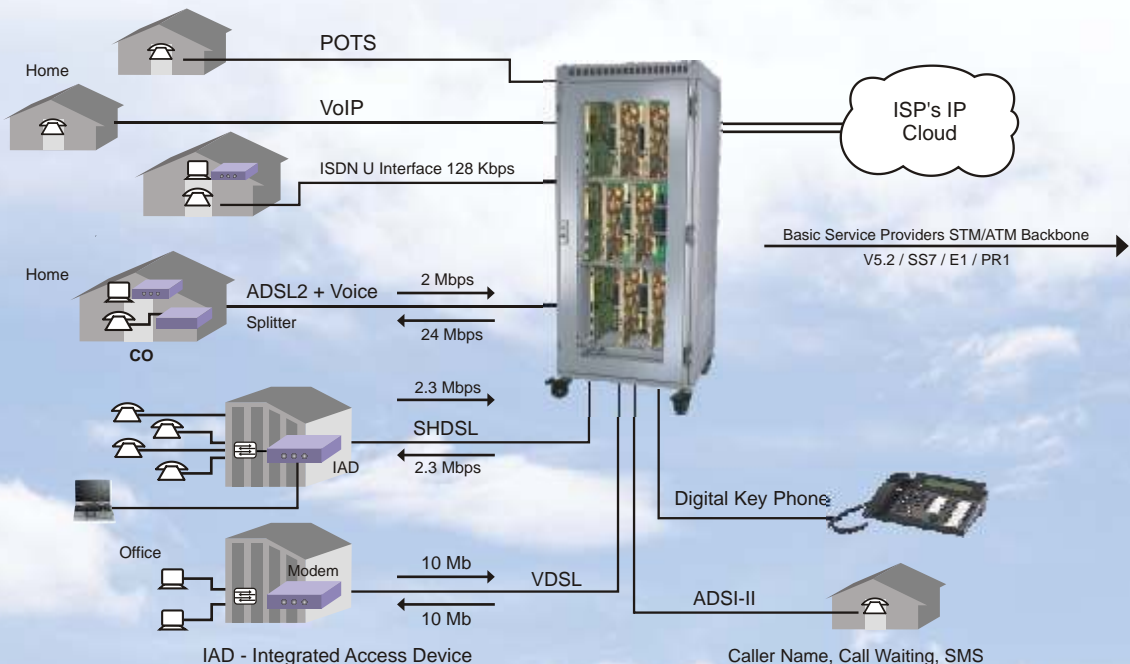 POTS
Home
VoIP
ISP's IP
Cloud
ISDN U Interface 128 Kbps
Basic Service Providers STM/ATM Backbone
V5.2 / SS7 / E1 / PR1
Home
ADSL2 + Voice
2 Mbps
Splitter
24 Mbps
CO
2.3 Mbps
SHDSL
IAD
2.3 Mbps
Digital Key Phone
Office
Modem
10 Mb
VDSL
10 Mb
ADSI-II
IAD - Integrated Access Device
Caller Name, Call Waiting, SMS